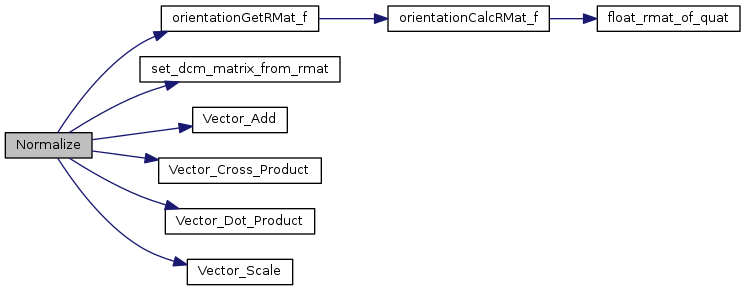 orientationGetRMat_f
orientationCalcRMat_f
float_rmat_of_quat
set_dcm_matrix_from_rmat
Vector_Add
Normalize
Vector_Cross_Product
Vector_Dot_Product
Vector_Scale